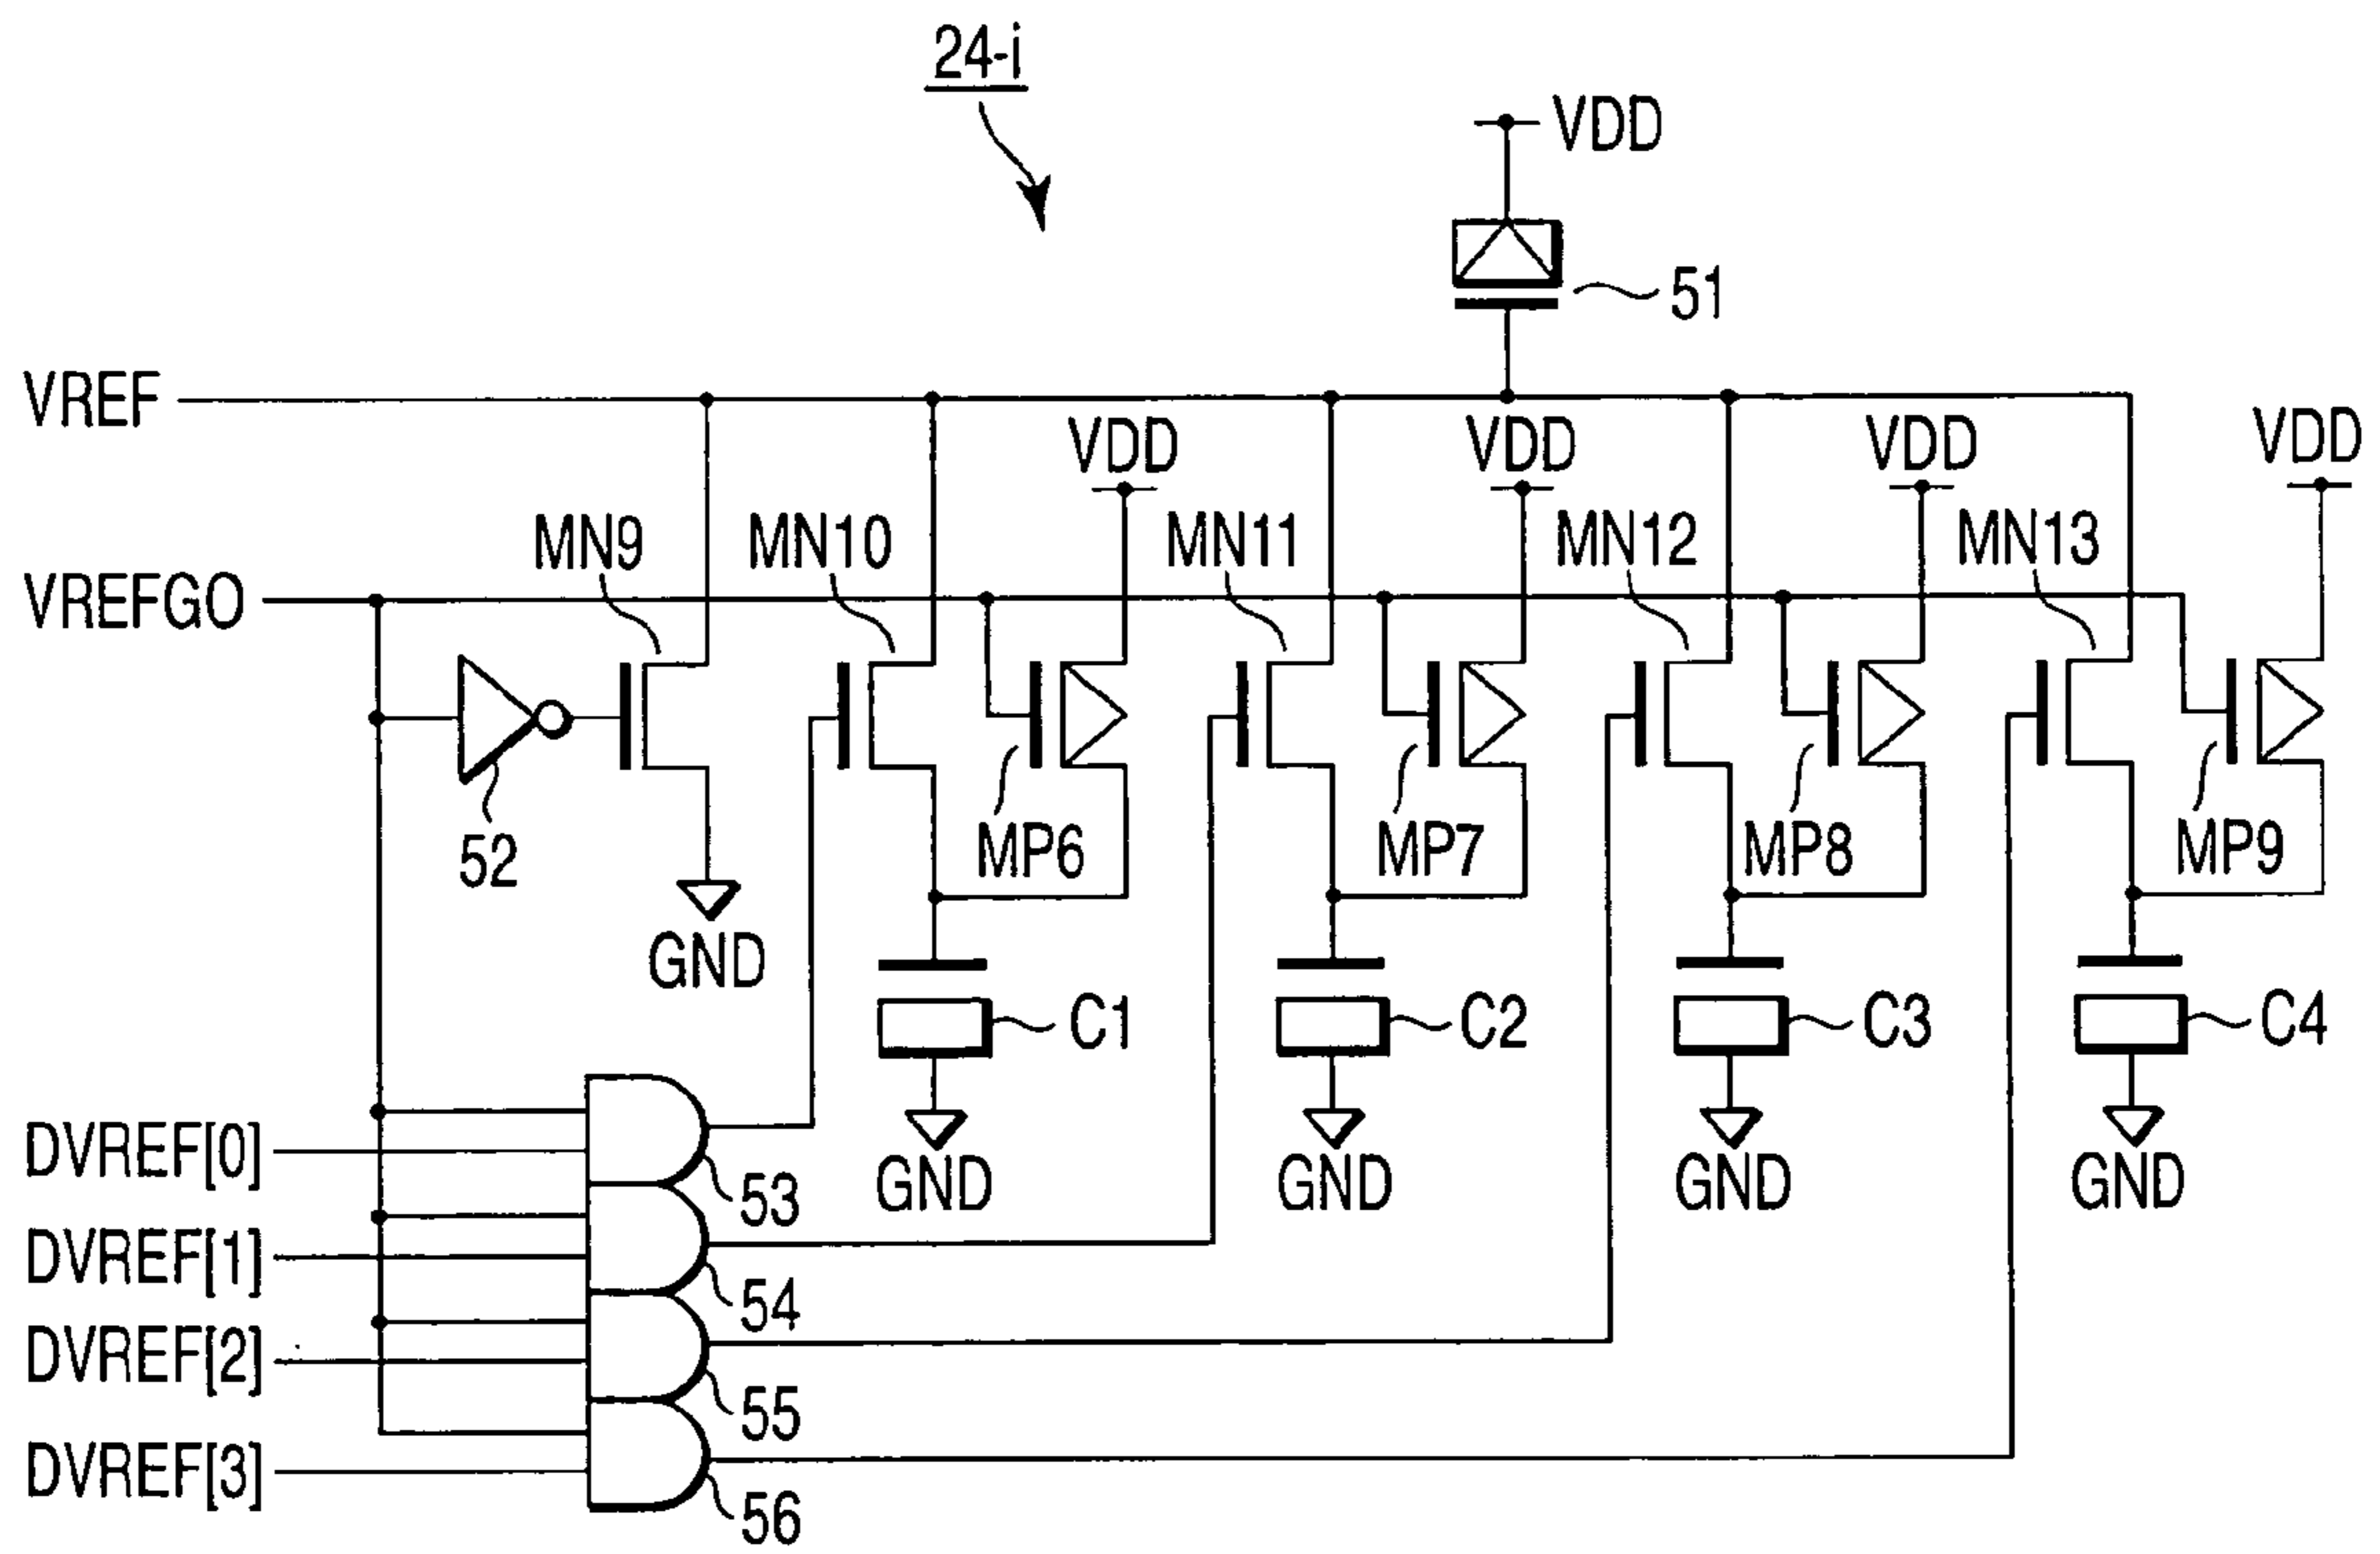 24-i
VDD
51
VREF
VDD
VDD
VDD
VDD
MN9
MN10
MN11
MN12
MN13
VREFGO
52
MP6
MP7
MP8
MP9
GND
C1
C2
C3
C4
DVREF[0]
53
GND
GND
GND
GND
DVREF[1]
54
DVREF[2]
55
DVREF[3]
56